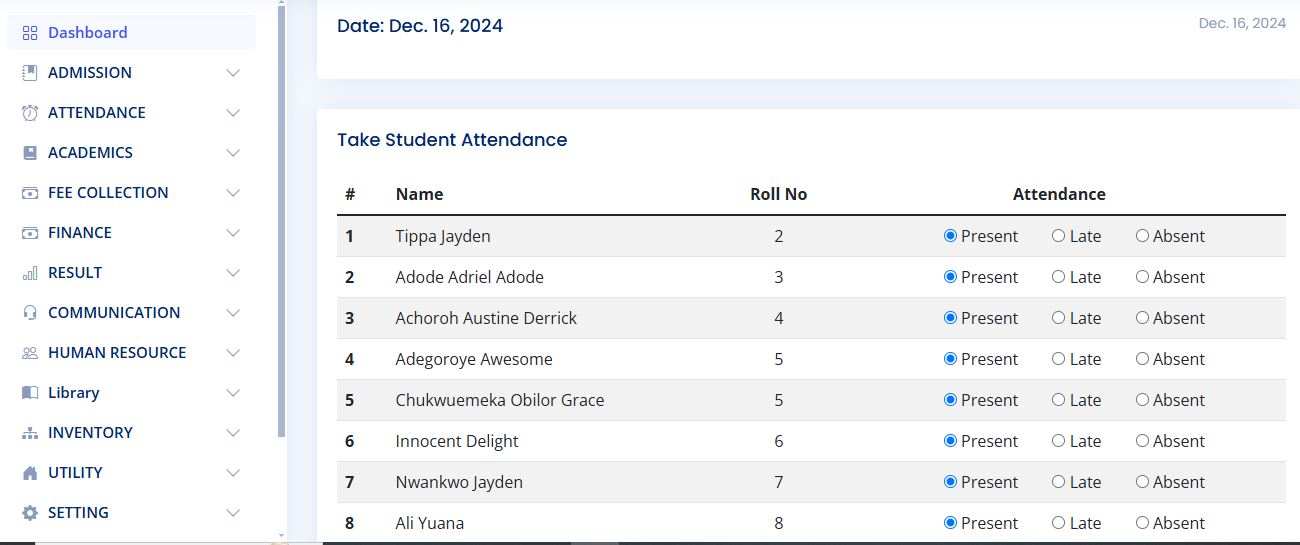 Dashboard
ADMISSION
ATTENDANCE
ACADEMICS
FEE COLLECTION
FINANCE
RESULT
COMMUNICATION
HUMAN RESOURCE
Library
INVENTORY
UTILITY
SETTING
Date: Dec. 16, 2024
Dec. 16, 2024
Take Student Attendance
# Name Roll No Attendance
1 Tippa Jayden 2 Present Late Absent
2 Adode Adriel Adode 3 Present Late Absent
3 Achoroh Austine Derrick 4 Present Late Absent
4 Adegoroye Awesome 5 Present Late Absent
5 Chukwuemeka Obilor Grace 5 Present Late Absent
6 Innocent Delight 6 Present Late Absent
7 Nwankwo Jayden 7 Present Late Absent
8 Ali Yuana 8 Present Late Absent